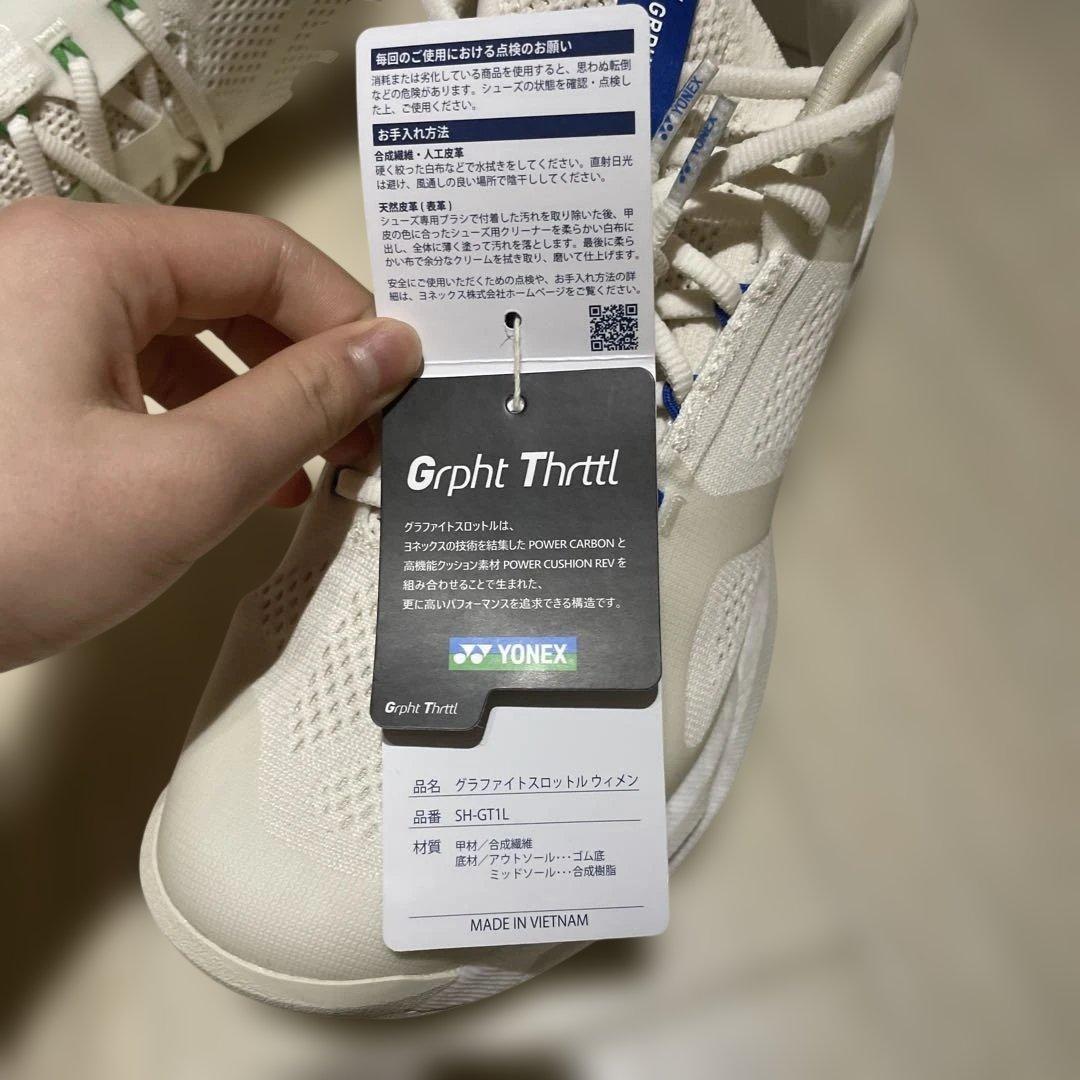 毎回のご使用における点検のお願い
消耗または劣化している商品を使用すると、思わぬ転倒
などの危険があります。シューズの状態を確認・点検し
た上、ご使用ください。
お手入れ方法
合成繊維・人工皮革
硬く絞った白布などで水拭きをしてください。直射日光
は避け、風通しの良い場所で陰干ししてください。
天然皮革 ( 表革 )
シューズ専用ブラシで付着した汚れを取り除いた後、甲
皮の色に合ったシューズ用クリーナーを柔らかい白布に
出し、全体に薄く塗って汚れを落とします。最後に柔ら
かい布で余分なクリームを拭き取り、磨いて仕上げます。
安全にご使用いただくための点検や、お手入れ方法の詳
細は、ヨネックス株式会社ホームページをご覧ください。
YONEX
YONEX
Grpht Thrttl
グラファイトスロットルは、
ヨネックスの技術を結集した POWER CARBON と
高機能クッション素材 POWER CUSHION REV を
組み合わせることで生まれた、
更に高いパフォーマンスを追求できる構造です。
YONEX
Grpht Thrttl
品名 グラファイトスロットル ウィメン
品番 SH-GT1L
材質 甲材／合成繊維
底材／アウトソール･･･ゴム底
ミッドソール･･･合成樹脂
MADE IN VIETNAM